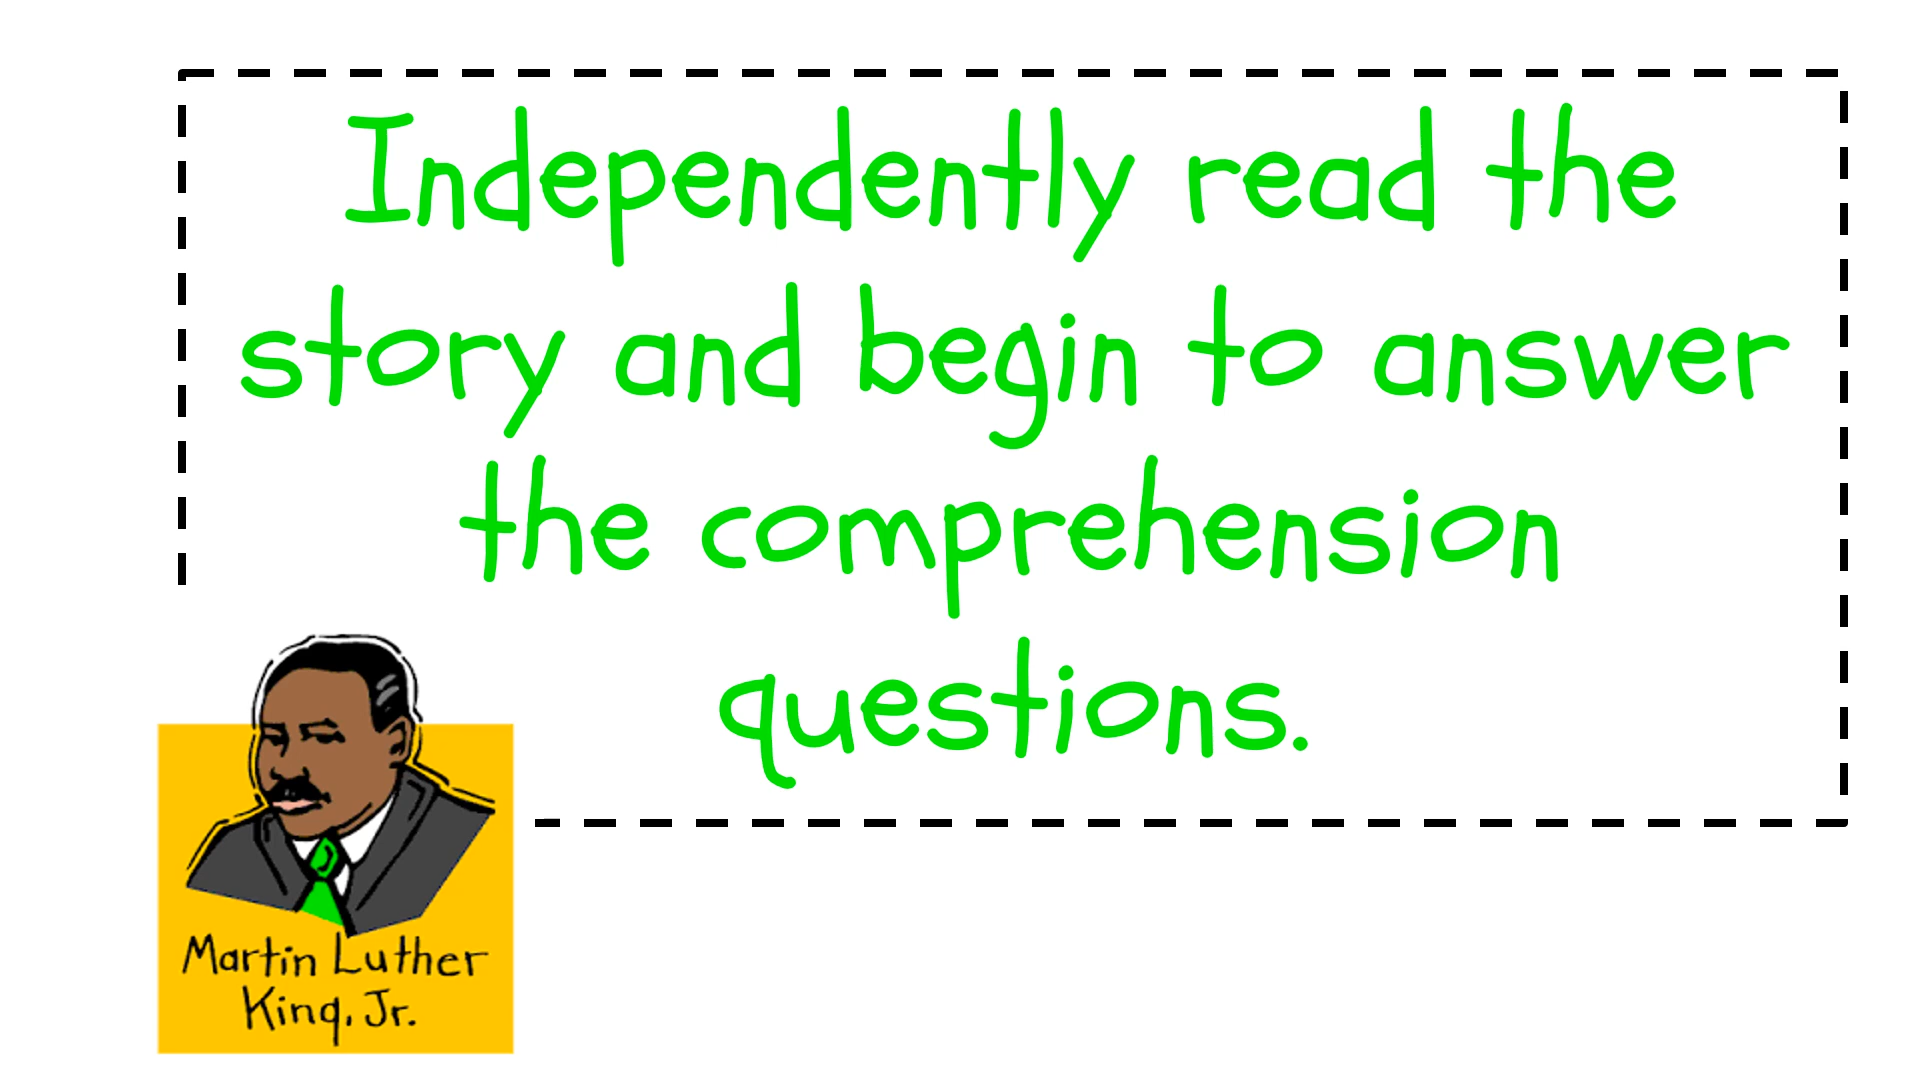 Independently read the
story and begin to answer
the comprehension
questions.
Martin Luther
King, Jr.